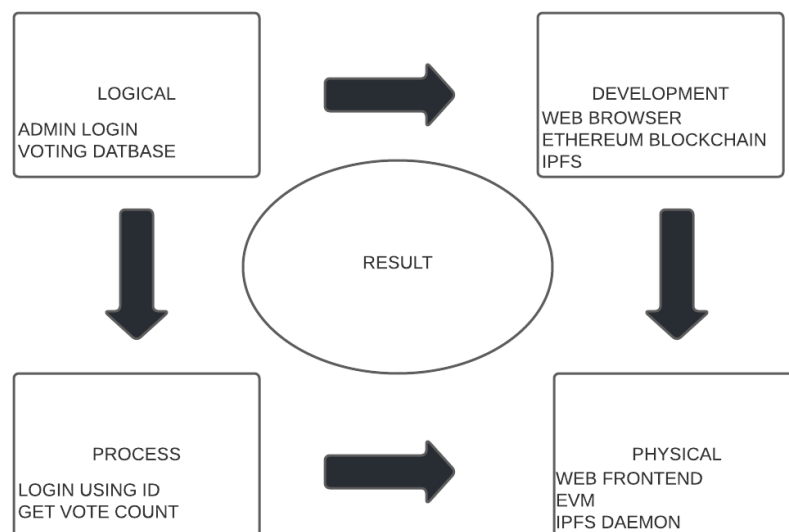 LOGICAL
ADMIN LOGIN
VOTING DATBASE
DEVELOPMENT
WEB BROWSER
ETHEREUM BLOCKCHAIN
IPFS
RESULT
PROCESS
LOGIN USING ID
GET VOTE COUNT
PHYSICAL
WEB FRONTEND
EVM
IPFS DAEMON